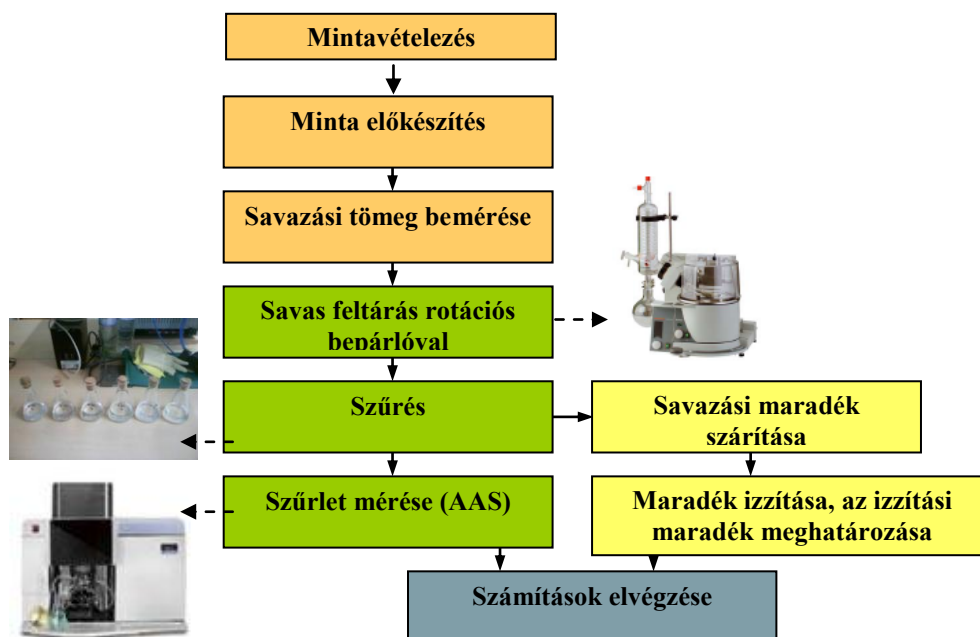 Mintavételezés
Minta előkészítés
Savazási tömeg bemérése
Savas feltárás rotációs
bepárlóval
Szűrés
Savazási maradék
szárítása
Szűrlet mérése (AAS)
Maradék izzítása, az izzítási
maradék meghatározása
Számítások elvégzése